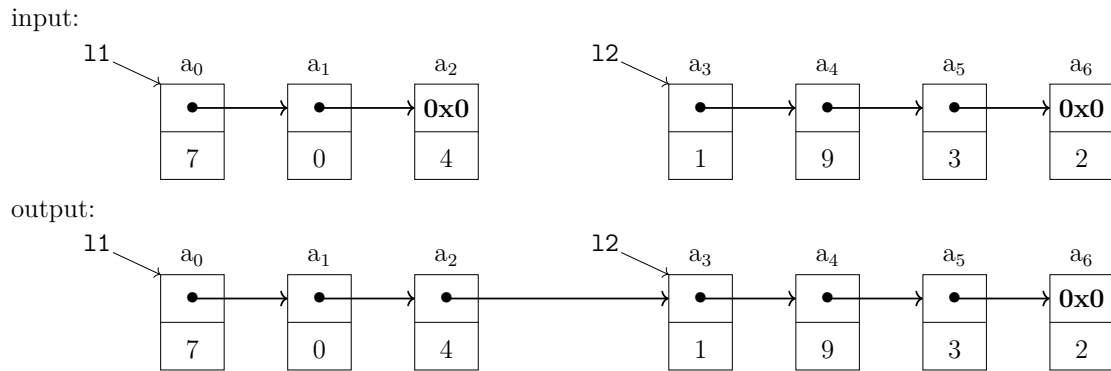 input:
l1 l2
a₀ a₁ a₂ a₃ a₄ a₅ a₆
0x0 0x0
7 0 4 1 9 3 2
output:
l1 l2
a₀ a₁ a₂ a₃ a₄ a₅ a₆
0x0
7 0 4 1 9 3 2